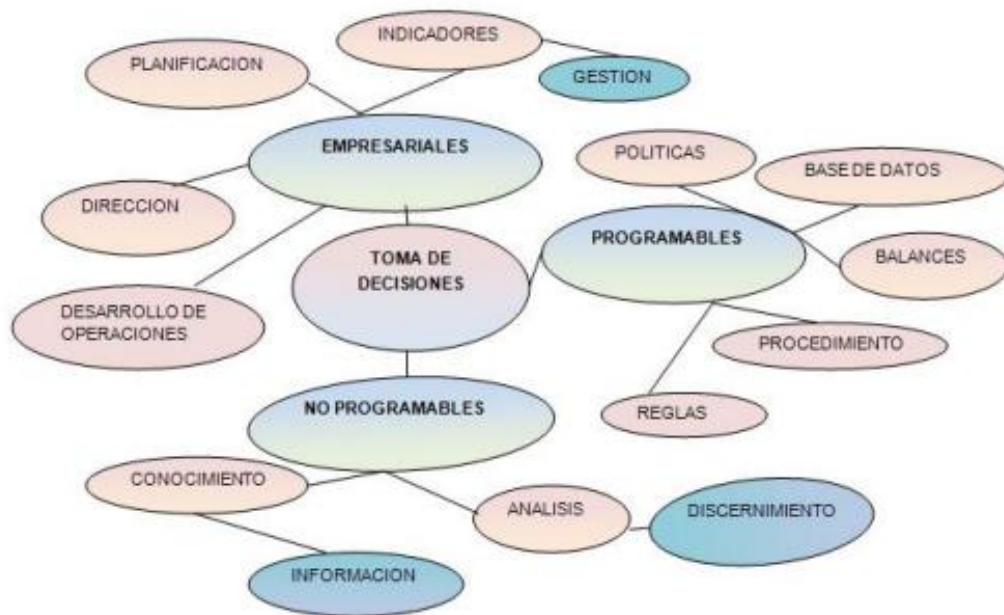 INDICADORES
PLANIFICACION
GESTION
EMPRESARIALES
POLITICAS
BASE DE DATOS
DIRECCION
PROGRAMABLES
TOMA DE
DECISIONES
BALANCES
DESARROLLO DE
OPERACIONES
PROCEDIMIENTO
NO PROGRAMABLES
REGLAS
CONOCIMIENTO
ANALISIS
DISCERNIMIENTO
INFORMACION